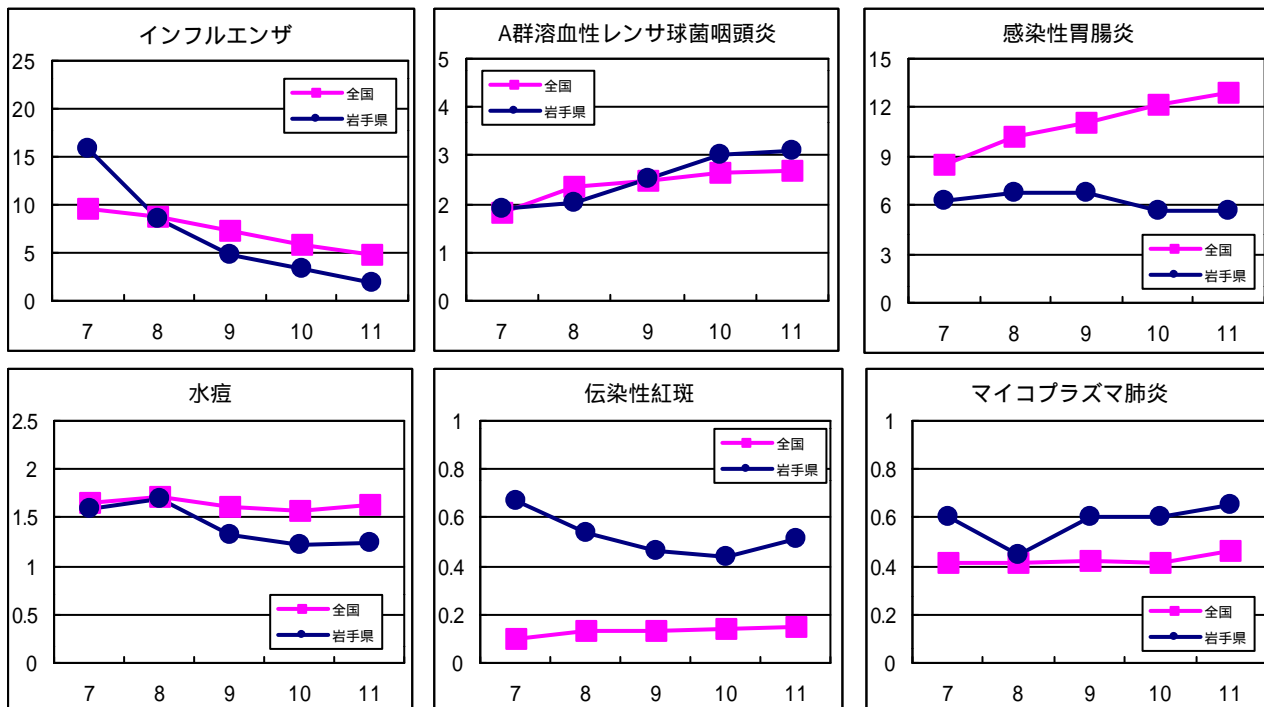 インフルエンザ
25
20
15
10
5
0
全国
岩手県
7 8 9 10 11
A群溶血性レンサ球菌咽頭炎
5
4
3
2
1
0
全国
岩手県
7 8 9 10 11
感染性胃腸炎
15
12
9
6
3
0
全国
岩手県
7 8 9 10 11
水痘
2.5
2
1.5
1
0.5
0
全国
岩手県
7 8 9 10 11
伝染性紅斑
1
0.8
0.6
0.4
0.2
0
全国
岩手県
7 8 9 10 11
マイコプラズマ肺炎
1
0.8
0.6
0.4
0.2
0
全国
岩手県
7 8 9 10 11